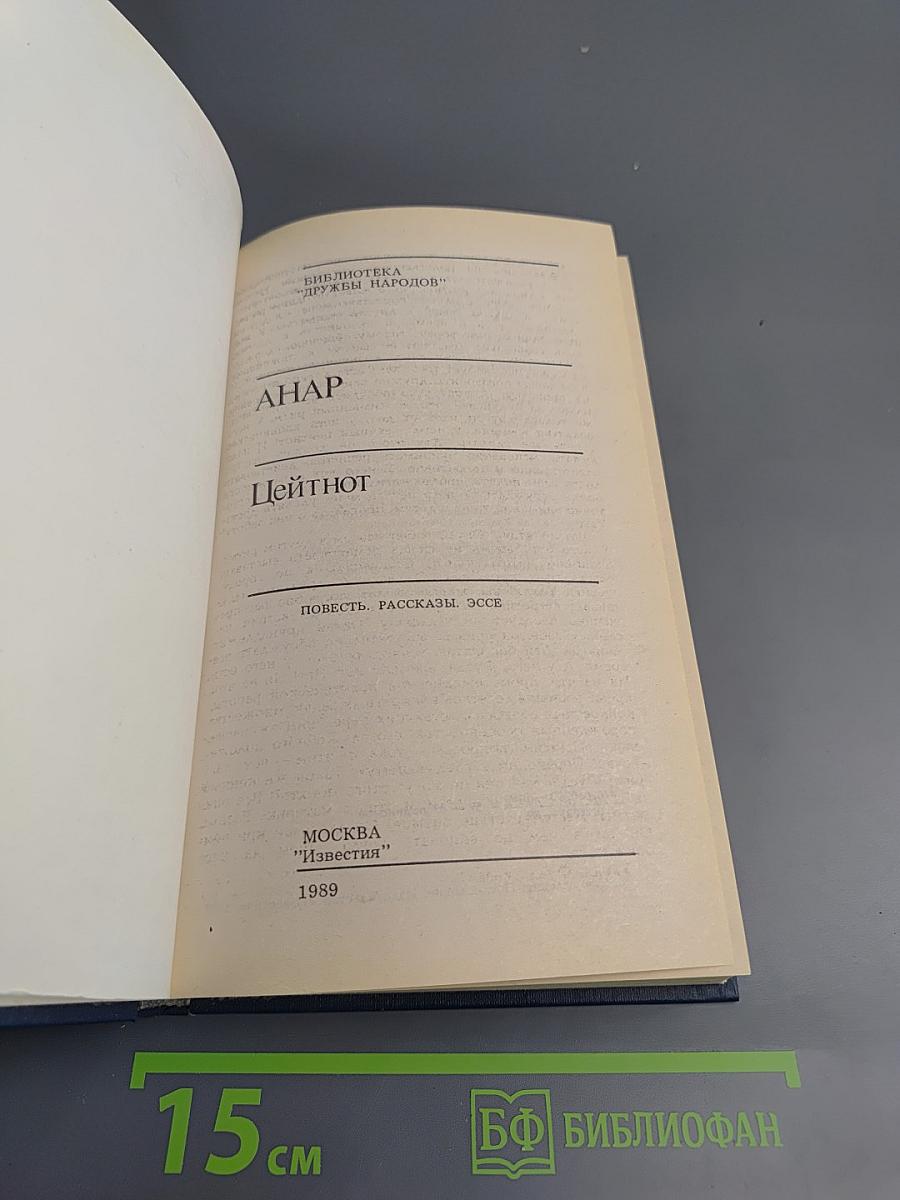 БИБЛИОТЕКА
"ДРУЖБЫ НАРОДОВ"
АНАР
Цейтнот
ПОВЕСТЬ. РАССКАЗЫ. ЭССЕ
МОСКВА
"Известия"
1989
15 см
БФ БИБЛИОФАН